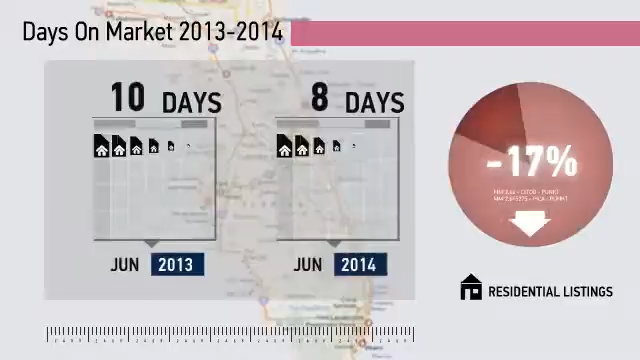 Days On Market 2013-2014
10 DAYS
8 DAYS
-17%
JUN 2013
JUN 2014
RESIDENTIAL LISTINGS